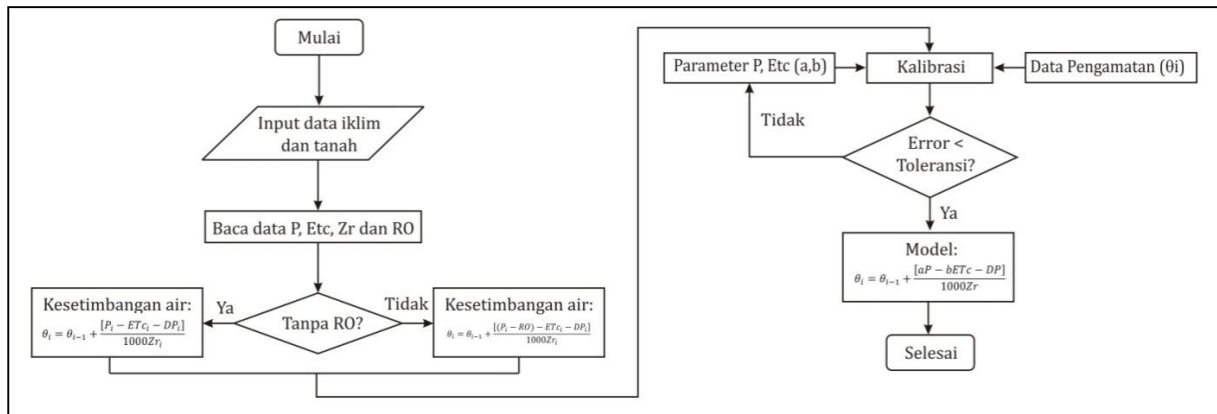 Mulai
Input data iklim
dan tanah
Baca data P, Etc, Zr dan RO
Tanpa RO?
Ya
Tidak
Kesetimbangan air:
θᵢ = θᵢ₋₁ + [Pᵢ − ETcᵢ − DPᵢ] / 1000Zrᵢ
Kesetimbangan air:
θᵢ = θᵢ₋₁ + [(Pᵢ − RO) − ETcᵢ − DPᵢ] / 1000Zrᵢ
Parameter P, Etc (a,b)
Kalibrasi
Data Pengamatan (θi)
Tidak
Error <
Toleransi?
Ya
Model:
θᵢ = θᵢ₋₁ + [aP − bETc − DP] / 1000Zr
Selesai